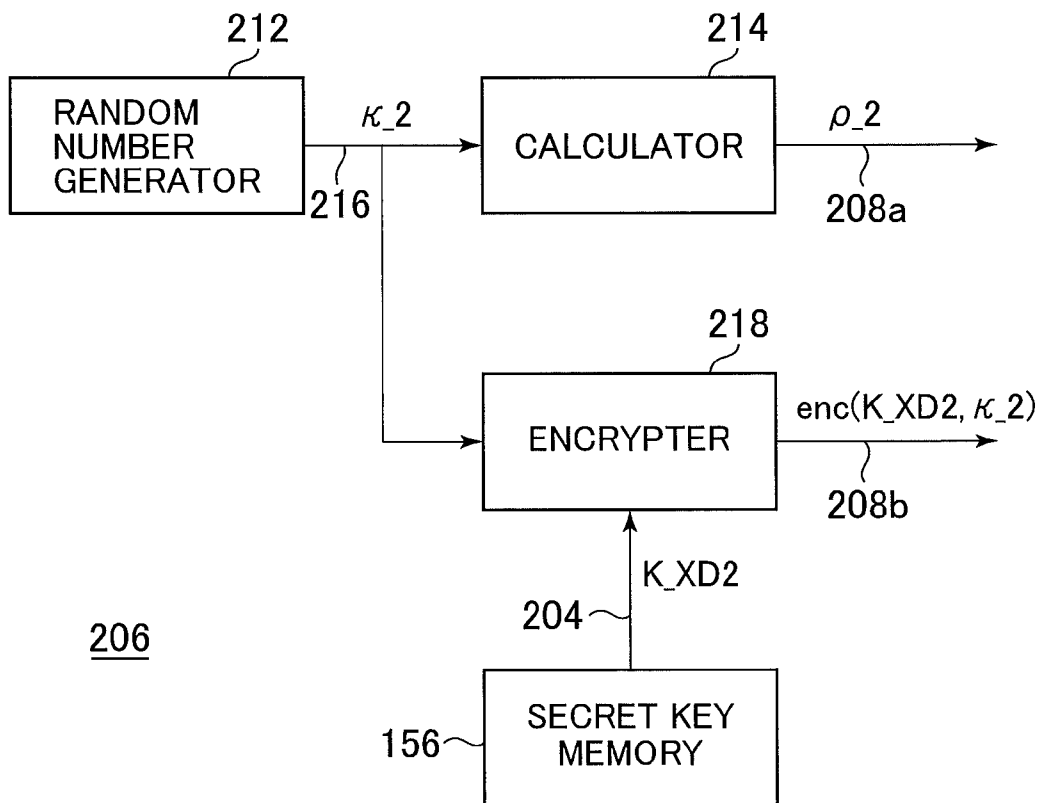 212
214
RANDOM
NUMBER
GENERATOR
κ_2
CALCULATOR
ρ_2
216
208a
218
ENCRYPTER
enc(K_XD2, κ_2)
208b
K_XD2
204
206
SECRET KEY
MEMORY
156